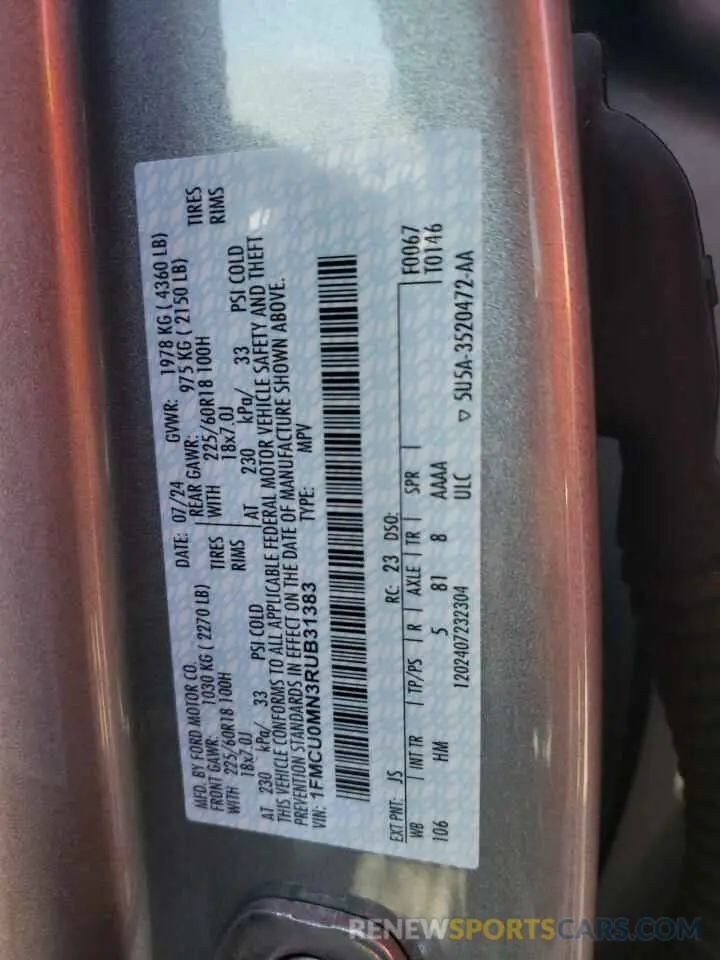 MFD. BY FORD MOTOR CO.
DATE: 07/24 GVWR: 1978 KG ( 4360 LB)
FRONT GAWR: 1030 KG ( 2270 LB) REAR GAWR: 975 KG ( 2150 LB)
WITH 225/60R18 100H TIRES WITH 225/60R18 100H TIRES
18x7.0J RIMS 18x7.0J RIMS
AT 230 kPa/ 33 PSI COLD AT 230 kPa/ 33 PSI COLD
THIS VEHICLE CONFORMS TO ALL APPLICABLE FEDERAL MOTOR VEHICLE SAFETY AND THEFT
PREVENTION STANDARDS IN EFFECT ON THE DATE OF MANUFACTURE SHOWN ABOVE.
VIN: 1FMCU0MN3RUB31383 TYPE: MPV
F0067
EXT PNT: JS RC: 23 DSO: T0146
WB INT TR TP/PS R AXLE TR SPR
106 HM 5 81 8 AAAA
1202407232304 ULC ▽ 5U5A-3520472-AA
RENEWSPORTSCARS.COM